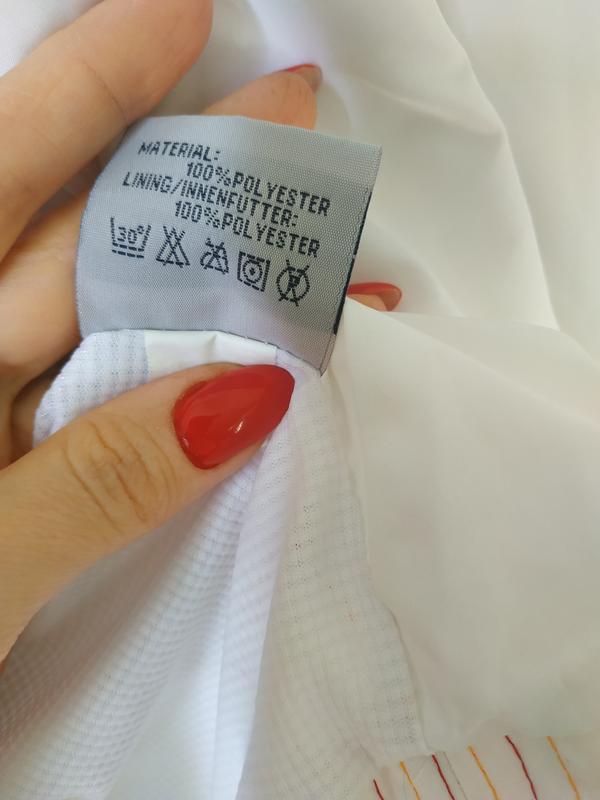 MATERIAL:
100%POLYESTER
LINING/INNENFUTTER:
100%POLYESTER
30°
P